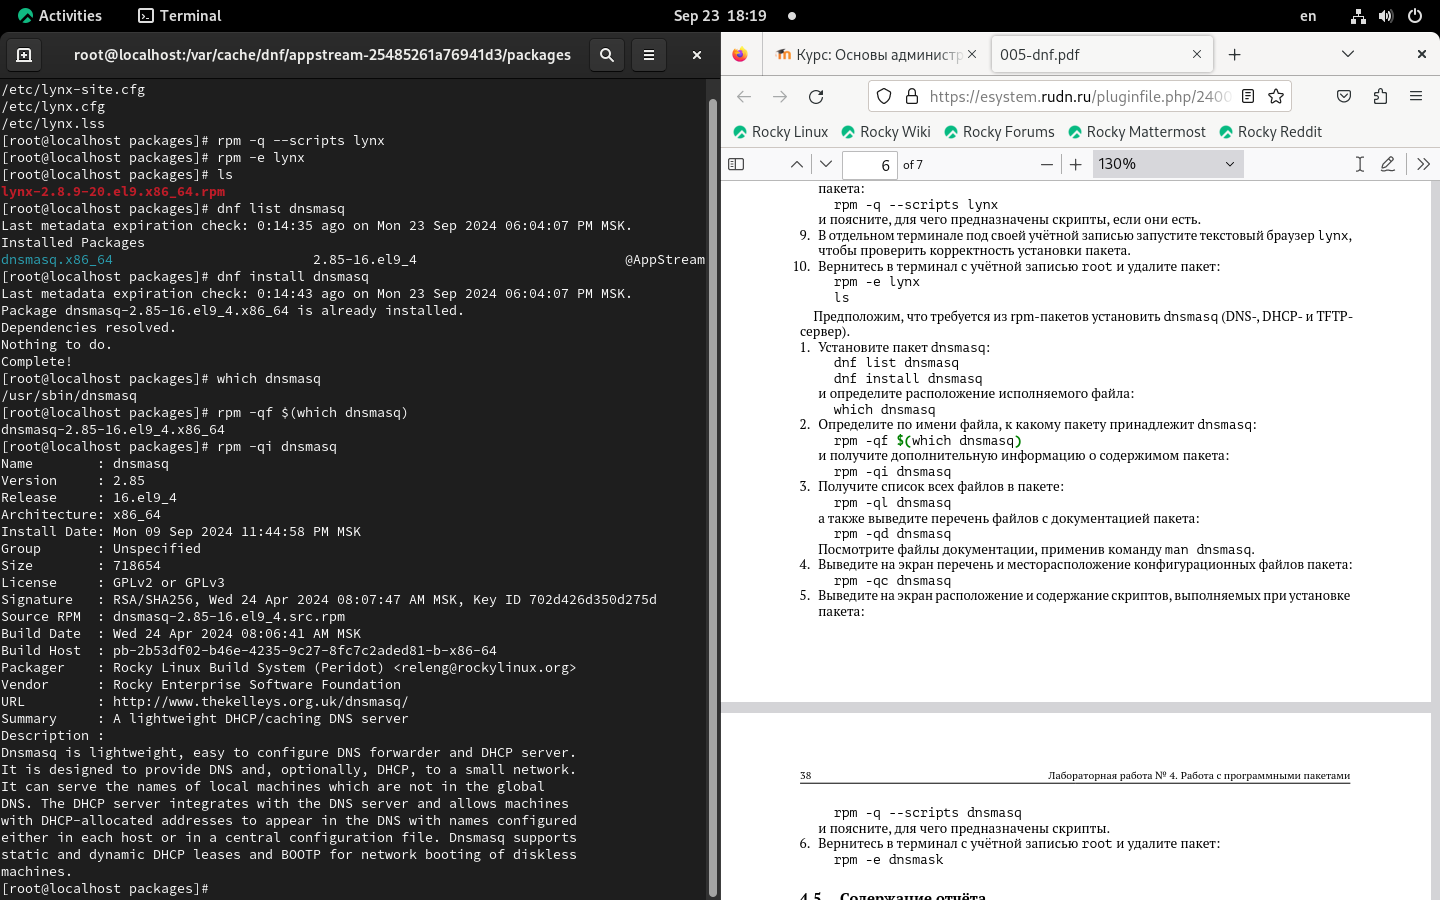 Activities Terminal Sep 23 18:19 en
root@localhost:/var/cache/dnf/appstream-25485261a76941d3/packages
/etc/lynx-site.cfg
/etc/lynx.cfg
/etc/lynx.lss
[root@localhost packages]# rpm -q --scripts lynx
[root@localhost packages]# rpm -e lynx
[root@localhost packages]# ls
lynx-2.8.9-20.el9.x86_64.rpm
[root@localhost packages]# dnf list dnsmasq
Last metadata expiration check: 0:14:35 ago on Mon 23 Sep 2024 06:04:07 PM MSK.
Installed Packages
dnsmasq.x86_64 2.85-16.el9_4 @AppStream
[root@localhost packages]# dnf install dnsmasq
Last metadata expiration check: 0:14:43 ago on Mon 23 Sep 2024 06:04:07 PM MSK.
Package dnsmasq-2.85-16.el9_4.x86_64 is already installed.
Dependencies resolved.
Nothing to do.
Complete!
[root@localhost packages]# which dnsmasq
/usr/sbin/dnsmasq
[root@localhost packages]# rpm -qf $(which dnsmasq)
dnsmasq-2.85-16.el9_4.x86_64
[root@localhost packages]# rpm -qi dnsmasq
Name        : dnsmasq
Version     : 2.85
Release     : 16.el9_4
Architecture: x86_64
Install Date: Mon 09 Sep 2024 11:44:58 PM MSK
Group       : Unspecified
Size        : 718654
License     : GPLv2 or GPLv3
Signature   : RSA/SHA256, Wed 24 Apr 2024 08:07:47 AM MSK, Key ID 702d426d350d275d
Source RPM  : dnsmasq-2.85-16.el9_4.src.rpm
Build Date  : Wed 24 Apr 2024 08:06:41 AM MSK
Build Host  : pb-2b53df02-b46e-4235-9c27-8fc7c2aded81-b-x86-64
Packager    : Rocky Linux Build System (Peridot) <releng@rockylinux.org>
Vendor      : Rocky Enterprise Software Foundation
URL         : http://www.thekelleys.org.uk/dnsmasq/
Summary     : A lightweight DHCP/caching DNS server
Description :
Dnsmasq is lightweight, easy to configure DNS forwarder and DHCP server.
It is designed to provide DNS and, optionally, DHCP, to a small network.
It can serve the names of local machines which are not in the global
DNS. The DHCP server integrates with the DNS server and allows machines
with DHCP-allocated addresses to appear in the DNS with names configured
either in each host or in a central configuration file. Dnsmasq supports
static and dynamic DHCP leases and BOOTP for network booting of diskless
machines.
[root@localhost packages]#
Курс: Основы администр 005-dnf.pdf
https://esystem.rudn.ru/pluginfile.php/2400
Rocky Linux Rocky Wiki Rocky Forums Rocky Mattermost Rocky Reddit
6 of 7 130%
пакета:
rpm -q --scripts lynx
и поясните, для чего предназначены скрипты, если они есть.
9. В отдельном терминале под своей учётной записью запустите текстовый браузер lynx,
чтобы проверить корректность установки пакета.
10. Вернитесь в терминал с учётной записью root и удалите пакет:
rpm -e lynx
ls
Предположим, что требуется из rpm-пакетов установить dnsmasq (DNS-, DHCP- и TFTP-
сервер).
1. Установите пакет dnsmasq:
dnf list dnsmasq
dnf install dnsmasq
и определите расположение исполняемого файла:
which dnsmasq
2. Определите по имени файла, к какому пакету принадлежит dnsmasq:
rpm -qf $(which dnsmasq)
и получите дополнительную информацию о содержимом пакета:
rpm -qi dnsmasq
3. Получите список всех файлов в пакете:
rpm -ql dnsmasq
а также выведите перечень файлов с документацией пакета:
rpm -qd dnsmasq
Посмотрите файлы документации, применив команду man dnsmasq.
4. Выведите на экран перечень и месторасположение конфигурационных файлов пакета:
rpm -qc dnsmasq
5. Выведите на экран расположение и содержание скриптов, выполняемых при установке
пакета:
38 Лабораторная работа № 4. Работа с программными пакетами
rpm -q --scripts dnsmasq
и поясните, для чего предназначены скрипты.
6. Вернитесь в терминал с учётной записью root и удалите пакет:
rpm -e dnsmask
4.5. Содержание отчёта